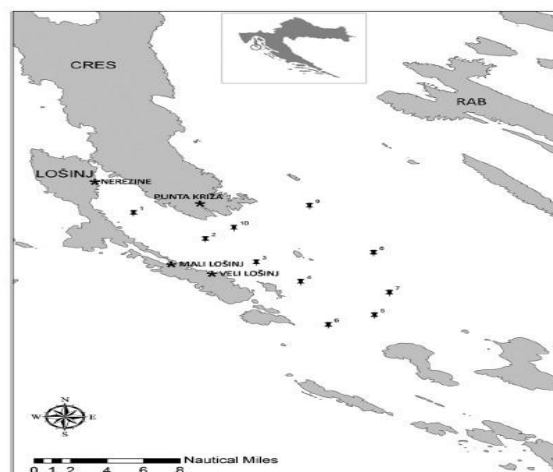 CRES
RAB
LOŠINJ
NEREZINE
PUNTA KRIŽA
9
1
10
2
8
3
MALI LOŠINJ
VELI LOŠINJ
4
7
5
6
N
W E
S
Nautical Miles
0 1 2 4 6 8